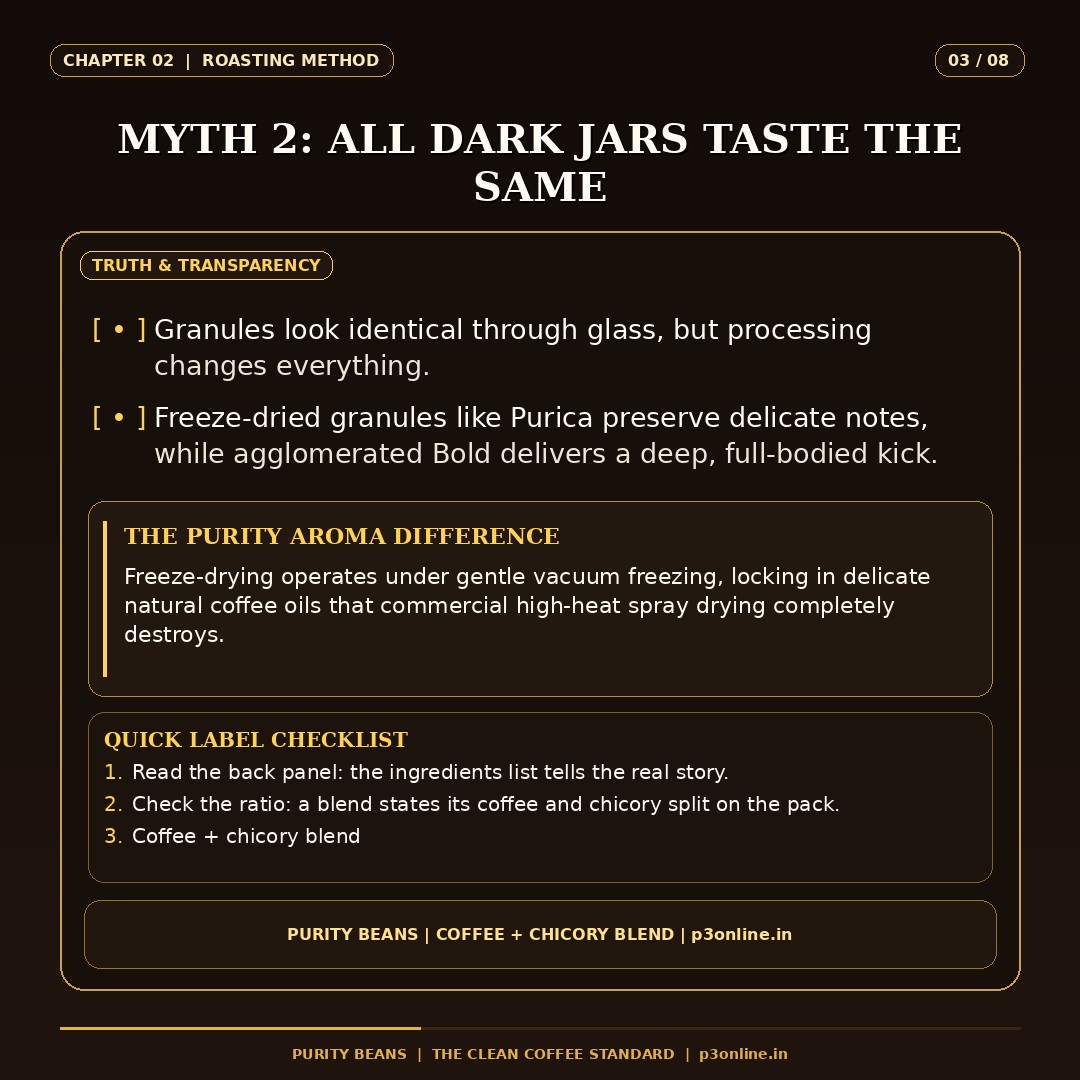 CHAPTER 02 | ROASTING METHOD
03 / 08
MYTH 2: ALL DARK JARS TASTE THE
SAME
TRUTH & TRANSPARENCY
[ • ] Granules look identical through glass, but processing
changes everything.
[ • ] Freeze-dried granules like Purica preserve delicate notes,
while agglomerated Bold delivers a deep, full-bodied kick.
THE PURITY AROMA DIFFERENCE
Freeze-drying operates under gentle vacuum freezing, locking in delicate
natural coffee oils that commercial high-heat spray drying completely
destroys.
QUICK LABEL CHECKLIST
1. Read the back panel: the ingredients list tells the real story.
2. Check the ratio: a blend states its coffee and chicory split on the pack.
3. Coffee + chicory blend
PURITY BEANS | COFFEE + CHICORY BLEND | p3online.in
PURITY BEANS | THE CLEAN COFFEE STANDARD | p3online.in